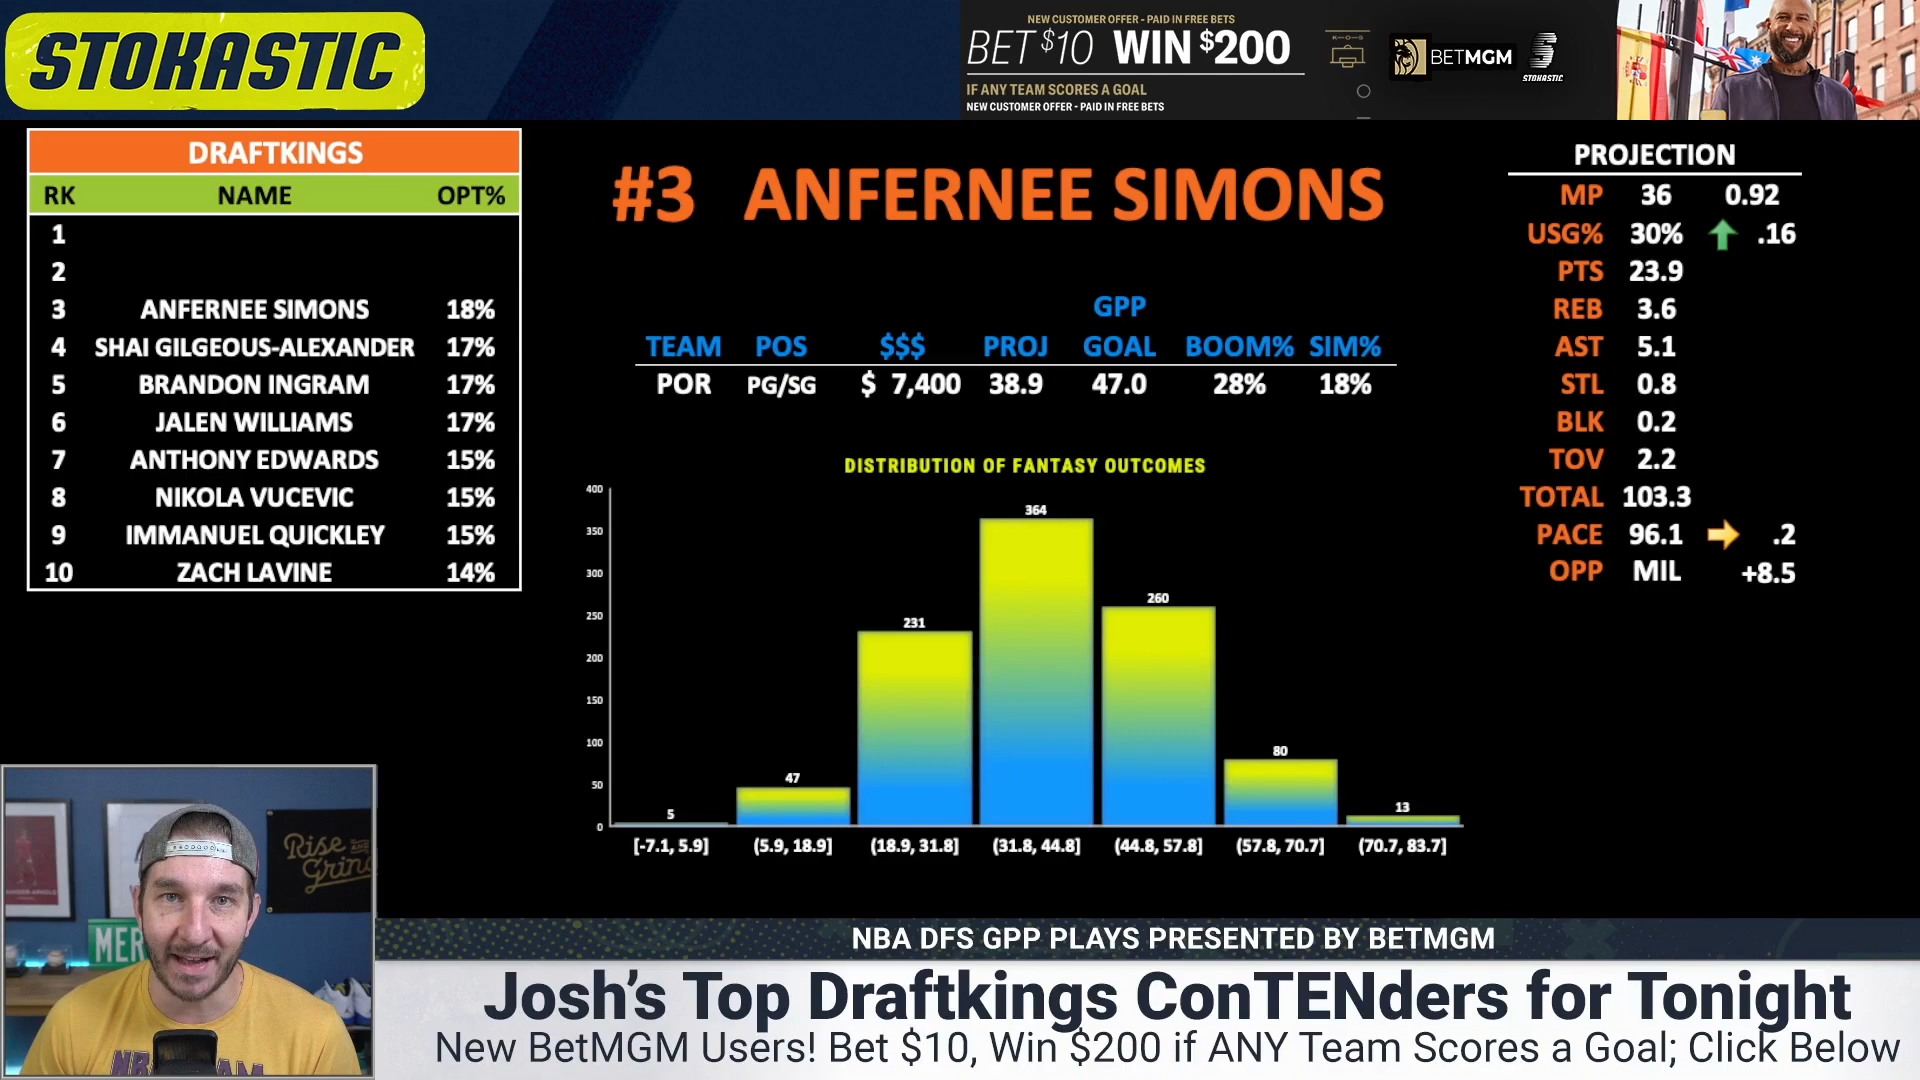 STOKASTIC
NEW CUSTOMER OFFER - PAID IN FREE BETS
BET $10 WIN $200
IF ANY TEAM SCORES A GOAL
NEW CUSTOMER OFFER - PAID IN FREE BETS
BETMGM
STOKASTIC
DRAFTKINGS
RK NAME OPT%
1
2
3 ANFERNEE SIMONS 18%
4 SHAI GILGEOUS-ALEXANDER 17%
5 BRANDON INGRAM 17%
6 JALEN WILLIAMS 17%
7 ANTHONY EDWARDS 15%
8 NIKOLA VUCEVIC 15%
9 IMMANUEL QUICKLEY 15%
10 ZACH LAVINE 14%
#3 ANFERNEE SIMONS
GPP
TEAM POS $$$ PROJ GOAL BOOM% SIM%
POR PG/SG $ 7,400 38.9 47.0 28% 18%
DISTRIBUTION OF FANTASY OUTCOMES
400
350
300
250
200
150
100
50
0
5 47 231 364 260 80 13
[-7.1, 5.9] (5.9, 18.9] (18.9, 31.8] (31.8, 44.8] (44.8, 57.8] (57.8, 70.7] (70.7, 83.7]
PROJECTION
MP 36 0.92
USG% 30% .16
PTS 23.9
REB 3.6
AST 5.1
STL 0.8
BLK 0.2
TOV 2.2
TOTAL 103.3
PACE 96.1 .2
OPP MIL +8.5
Rise
Grin
MER
NBA DFS GPP PLAYS PRESENTED BY BETMGM
Josh's Top Draftkings ConTENders for Tonight
New BetMGM Users! Bet $10, Win $200 if ANY Team Scores a Goal; Click Below